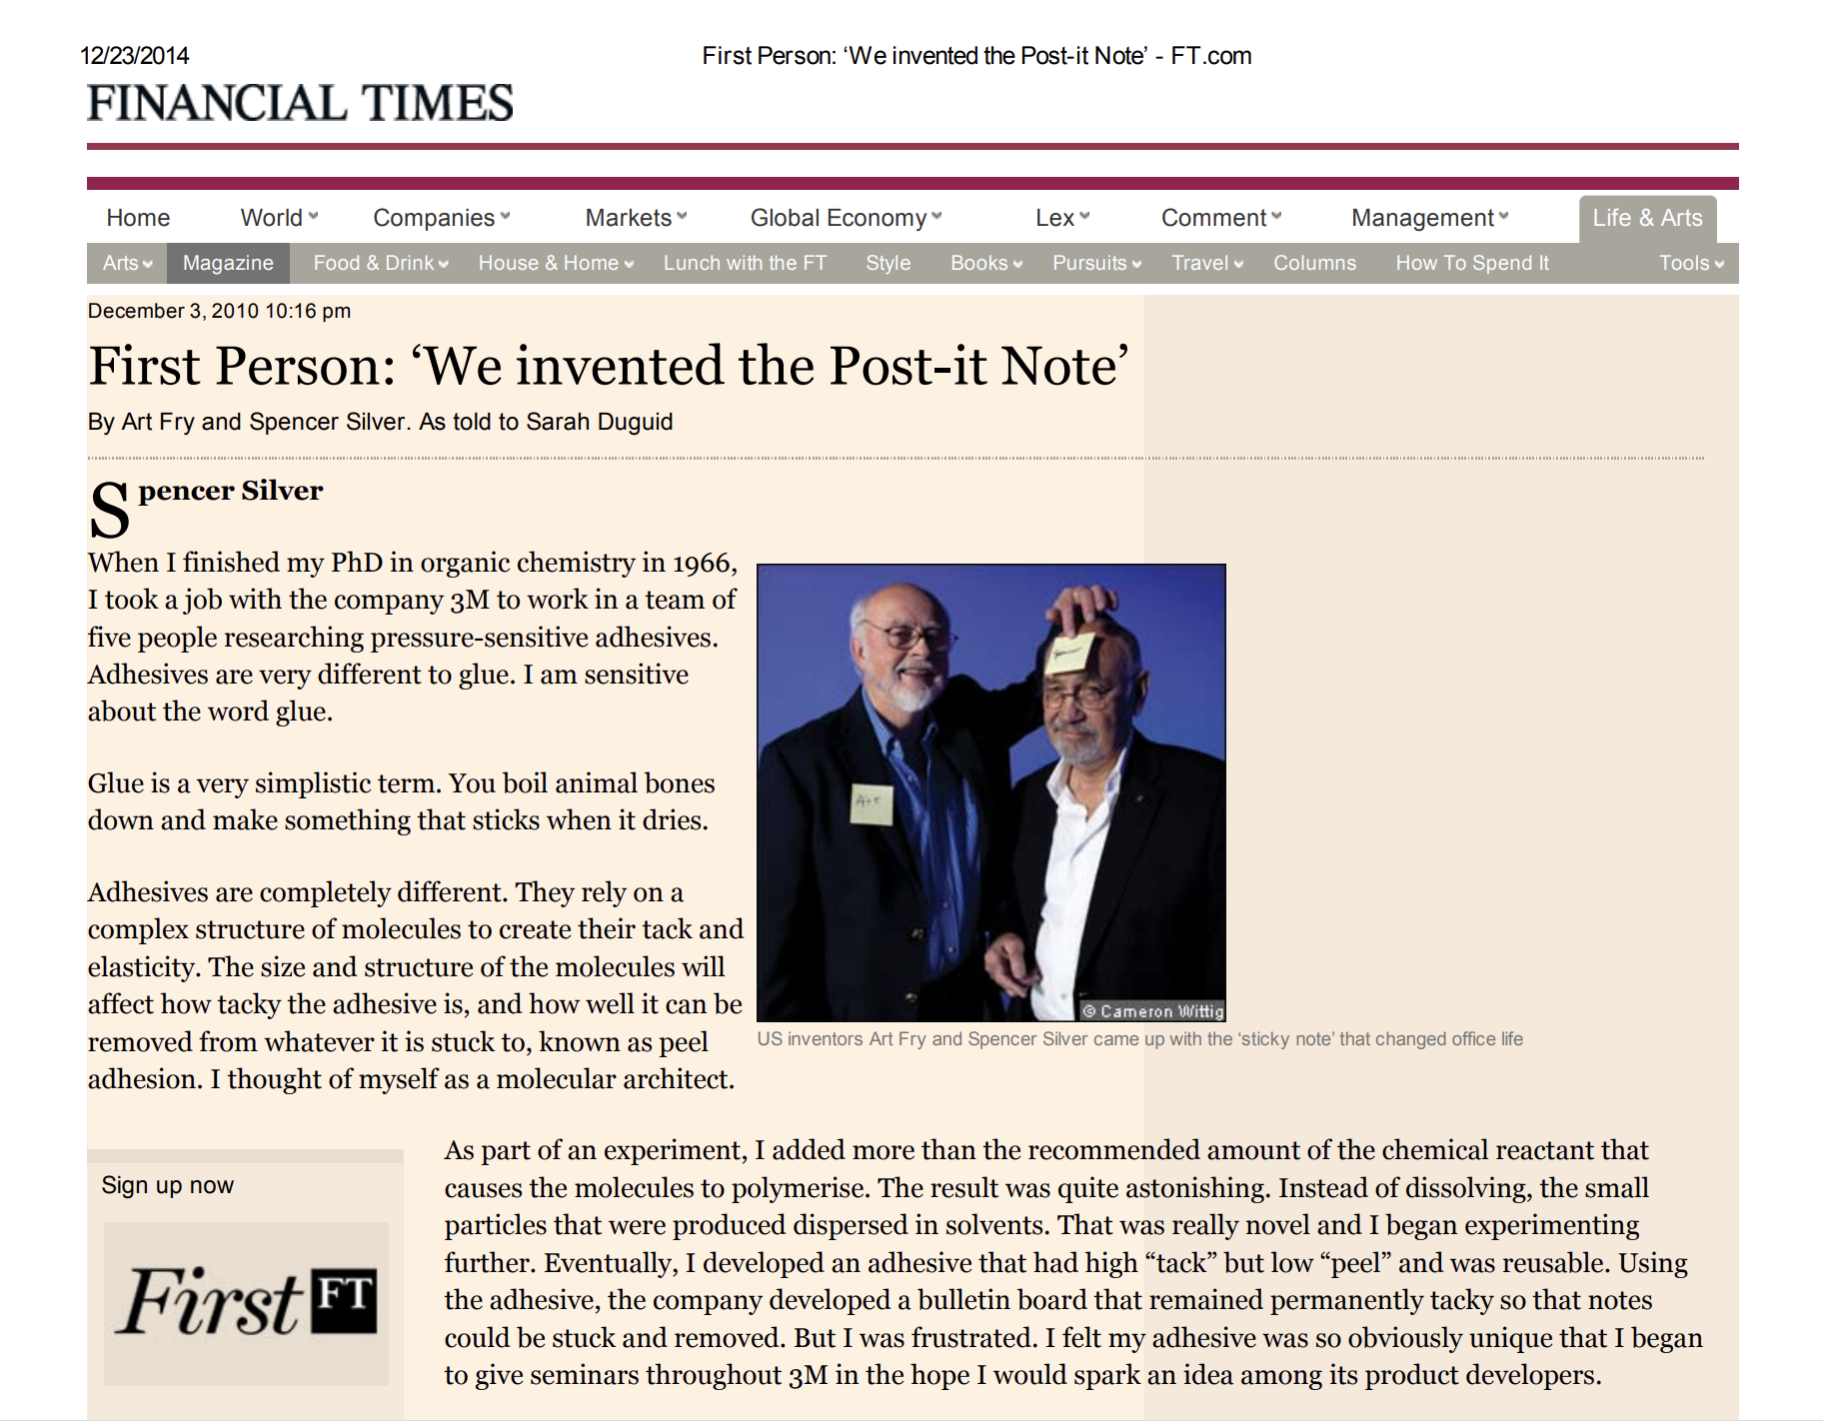 12/23/2014 First Person: ‘We invented the Post-it Note’ - FT.com
FINANCIAL TIMES
Home World Companies Markets Global Economy Lex Comment Management Life & Arts
Arts Magazine Food & Drink House & Home Lunch with the FT Style Books Pursuits Travel Columns How To Spend It Tools
December 3, 2010 10:16 pm
First Person: ‘We invented the Post-it Note’
By Art Fry and Spencer Silver. As told to Sarah Duguid
Spencer Silver
When I finished my PhD in organic chemistry in 1966,
I took a job with the company 3M to work in a team of
five people researching pressure-sensitive adhesives.
Adhesives are very different to glue. I am sensitive
about the word glue.
Glue is a very simplistic term. You boil animal bones
down and make something that sticks when it dries.
Adhesives are completely different. They rely on a
complex structure of molecules to create their tack and
elasticity. The size and structure of the molecules will
affect how tacky the adhesive is, and how well it can be
removed from whatever it is stuck to, known as peel
adhesion. I thought of myself as a molecular architect.
Art
© Cameron Wittig
US inventors Art Fry and Spencer Silver came up with the ‘sticky note’ that changed office life
Sign up now
First FT
As part of an experiment, I added more than the recommended amount of the chemical reactant that
causes the molecules to polymerise. The result was quite astonishing. Instead of dissolving, the small
particles that were produced dispersed in solvents. That was really novel and I began experimenting
further. Eventually, I developed an adhesive that had high “tack” but low “peel” and was reusable. Using
the adhesive, the company developed a bulletin board that remained permanently tacky so that notes
could be stuck and removed. But I was frustrated. I felt my adhesive was so obviously unique that I began
to give seminars throughout 3M in the hope I would spark an idea among its product developers.